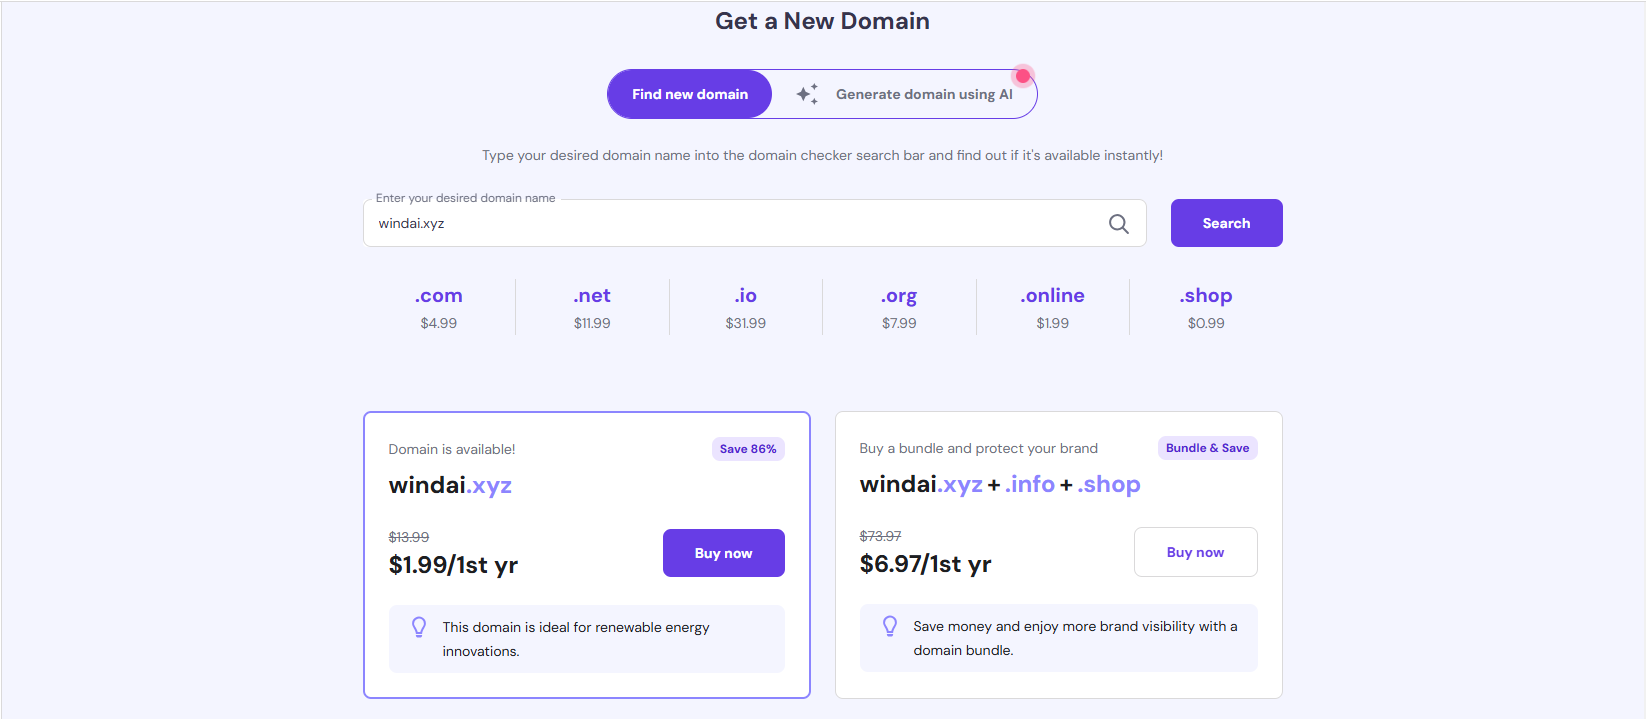 Get a New Domain
Find new domain
Generate domain using AI
Type your desired domain name into the domain checker search bar and find out if it's available instantly!
Enter your desired domain name
windai.xyz
Search
.com
$4.99
.net
$11.99
.io
$31.99
.org
$7.99
.online
$1.99
.shop
$0.99
Domain is available!
Save 86%
windai.xyz
$13.99
$1.99/1st yr
Buy now
This domain is ideal for renewable energy
innovations.
Buy a bundle and protect your brand
Bundle & Save
windai.xyz + .info + .shop
$73.97
$6.97/1st yr
Buy now
Save money and enjoy more brand visibility with a
domain bundle.